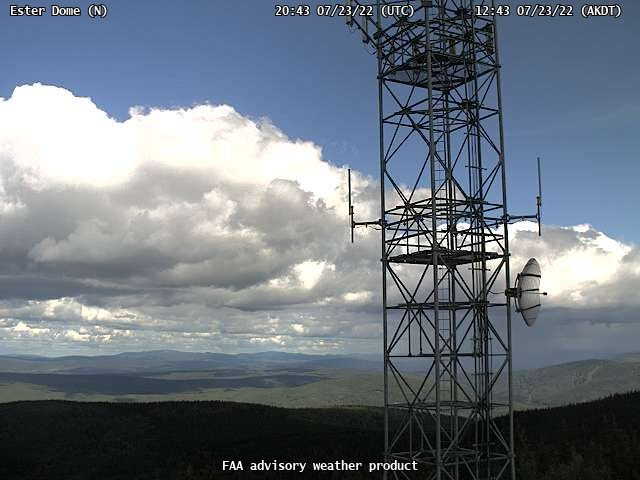 Ester Dome (N) 20:43 07/23/22 (UTC) 12:43 07/23/22 (AKDT)
FAA advisory weather product